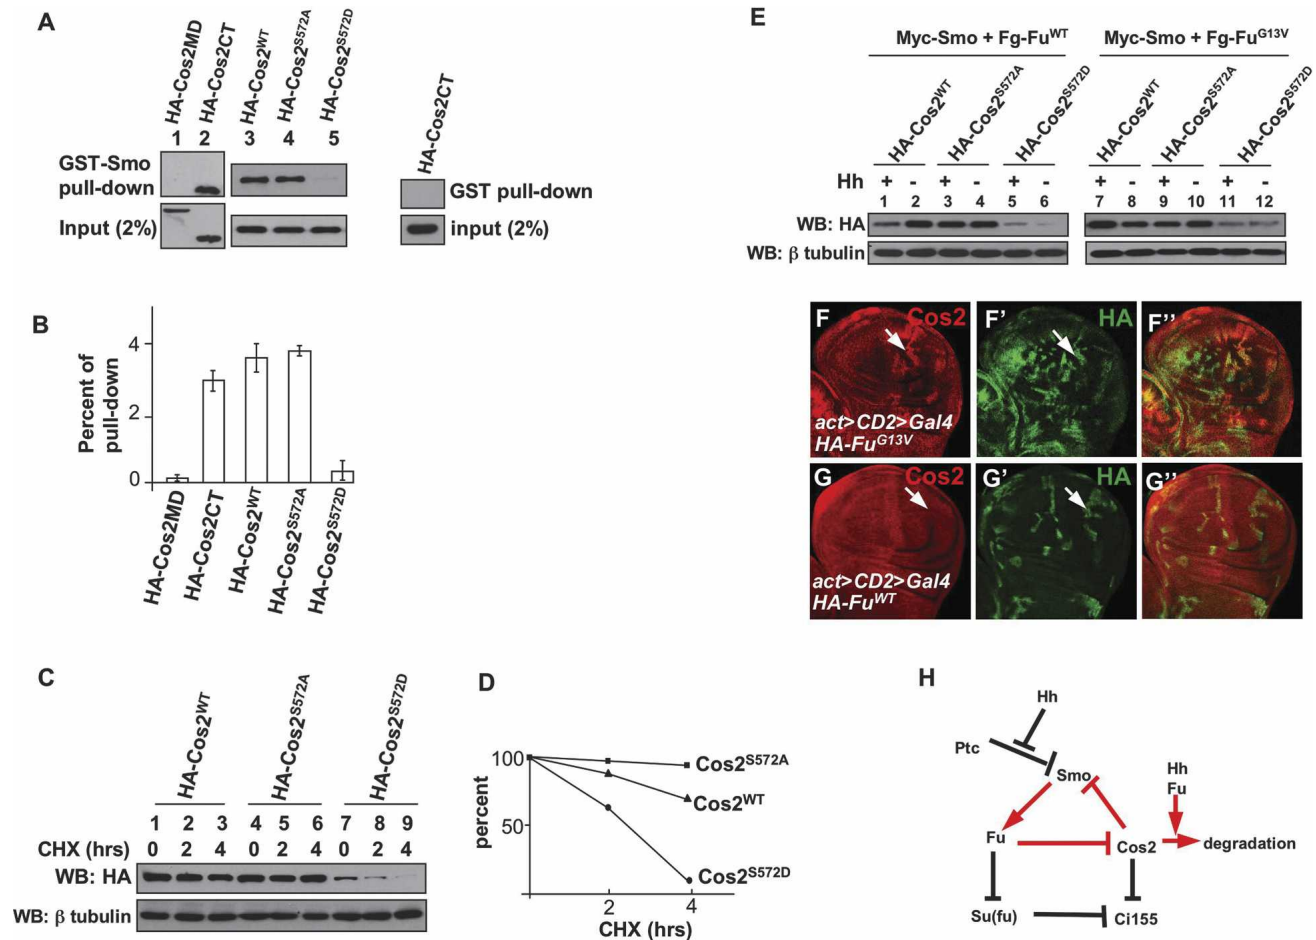 A
HA-Cos2MD
HA-Cos2CT
HA-Cos2WT
HA-Cos2S572A
HA-Cos2S572D
1 2 3 4 5
GST-Smo
pull-down
Input (2%)
HA-Cos2CT
GST pull-down
input (2%)
B
Percent of
pull-down
4
2
0
HA-Cos2MD
HA-Cos2CT
HA-Cos2WT
HA-Cos2S572A
HA-Cos2S572D
C
HA-Cos2WT
HA-Cos2S572A
HA-Cos2S572D
1 2 3 4 5 6 7 8 9
CHX (hrs) 0 2 4 0 2 4 0 2 4
WB: HA
WB: β tubulin
D
percent
100
50
Cos2S572A
Cos2WT
Cos2S572D
2 4
CHX (hrs)
E
Myc-Smo + Fg-FuWT
Myc-Smo + Fg-FuG13V
HA-Cos2WT
HA-Cos2S572A
HA-Cos2S572D
HA-Cos2WT
HA-Cos2S572A
HA-Cos2S572D
Hh + - + - + - + - + - + -
1 2 3 4 5 6 7 8 9 10 11 12
WB: HA
WB: β tubulin
F Cos2
act>CD2>Gal4
HA-FuG13V
F' HA
F''
G Cos2
act>CD2>Gal4
HA-FuWT
G' HA
G''
H
Hh
Ptc
Smo
Hh
Fu
Fu
Cos2
degradation
Su(fu)
Ci155